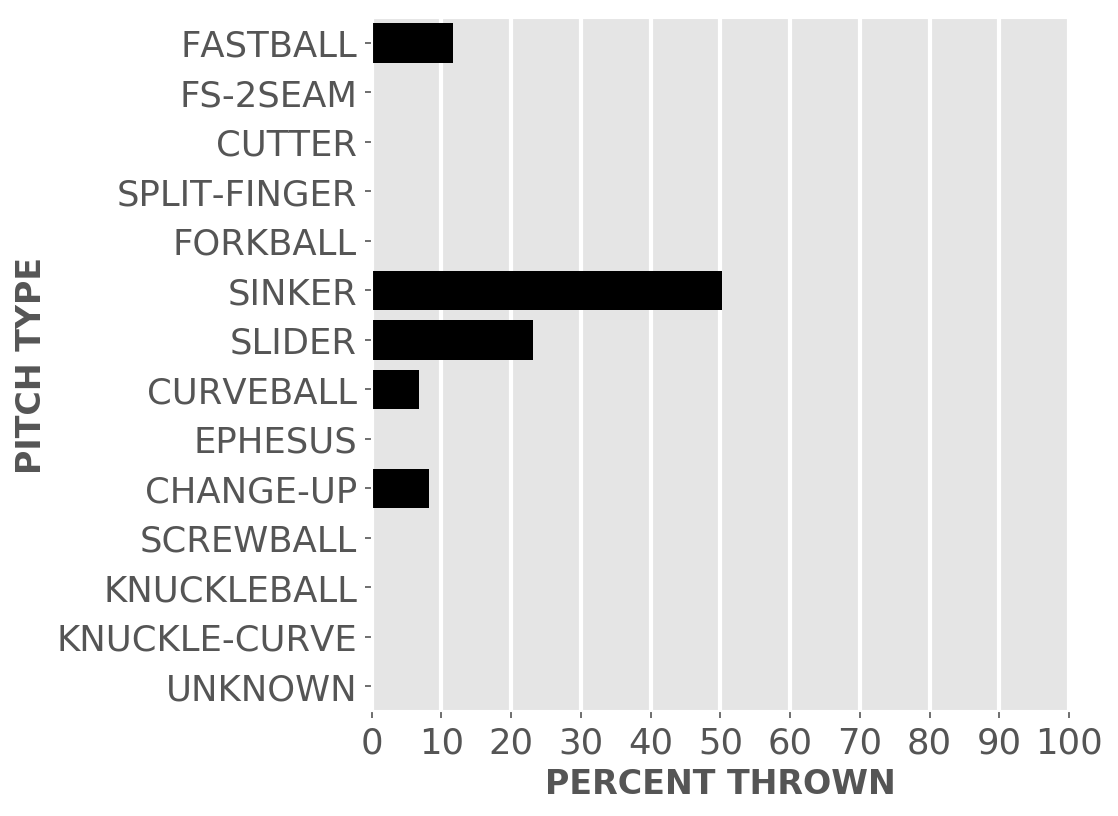 FASTBALL
FS-2SEAM
CUTTER
SPLIT-FINGER
FORKBALL
SINKER
SLIDER
CURVEBALL
EPHESUS
CHANGE-UP
SCREWBALL
KNUCKLEBALL
KNUCKLE-CURVE
UNKNOWN
PITCH TYPE
0 10 20 30 40 50 60 70 80 90 100
PERCENT THROWN